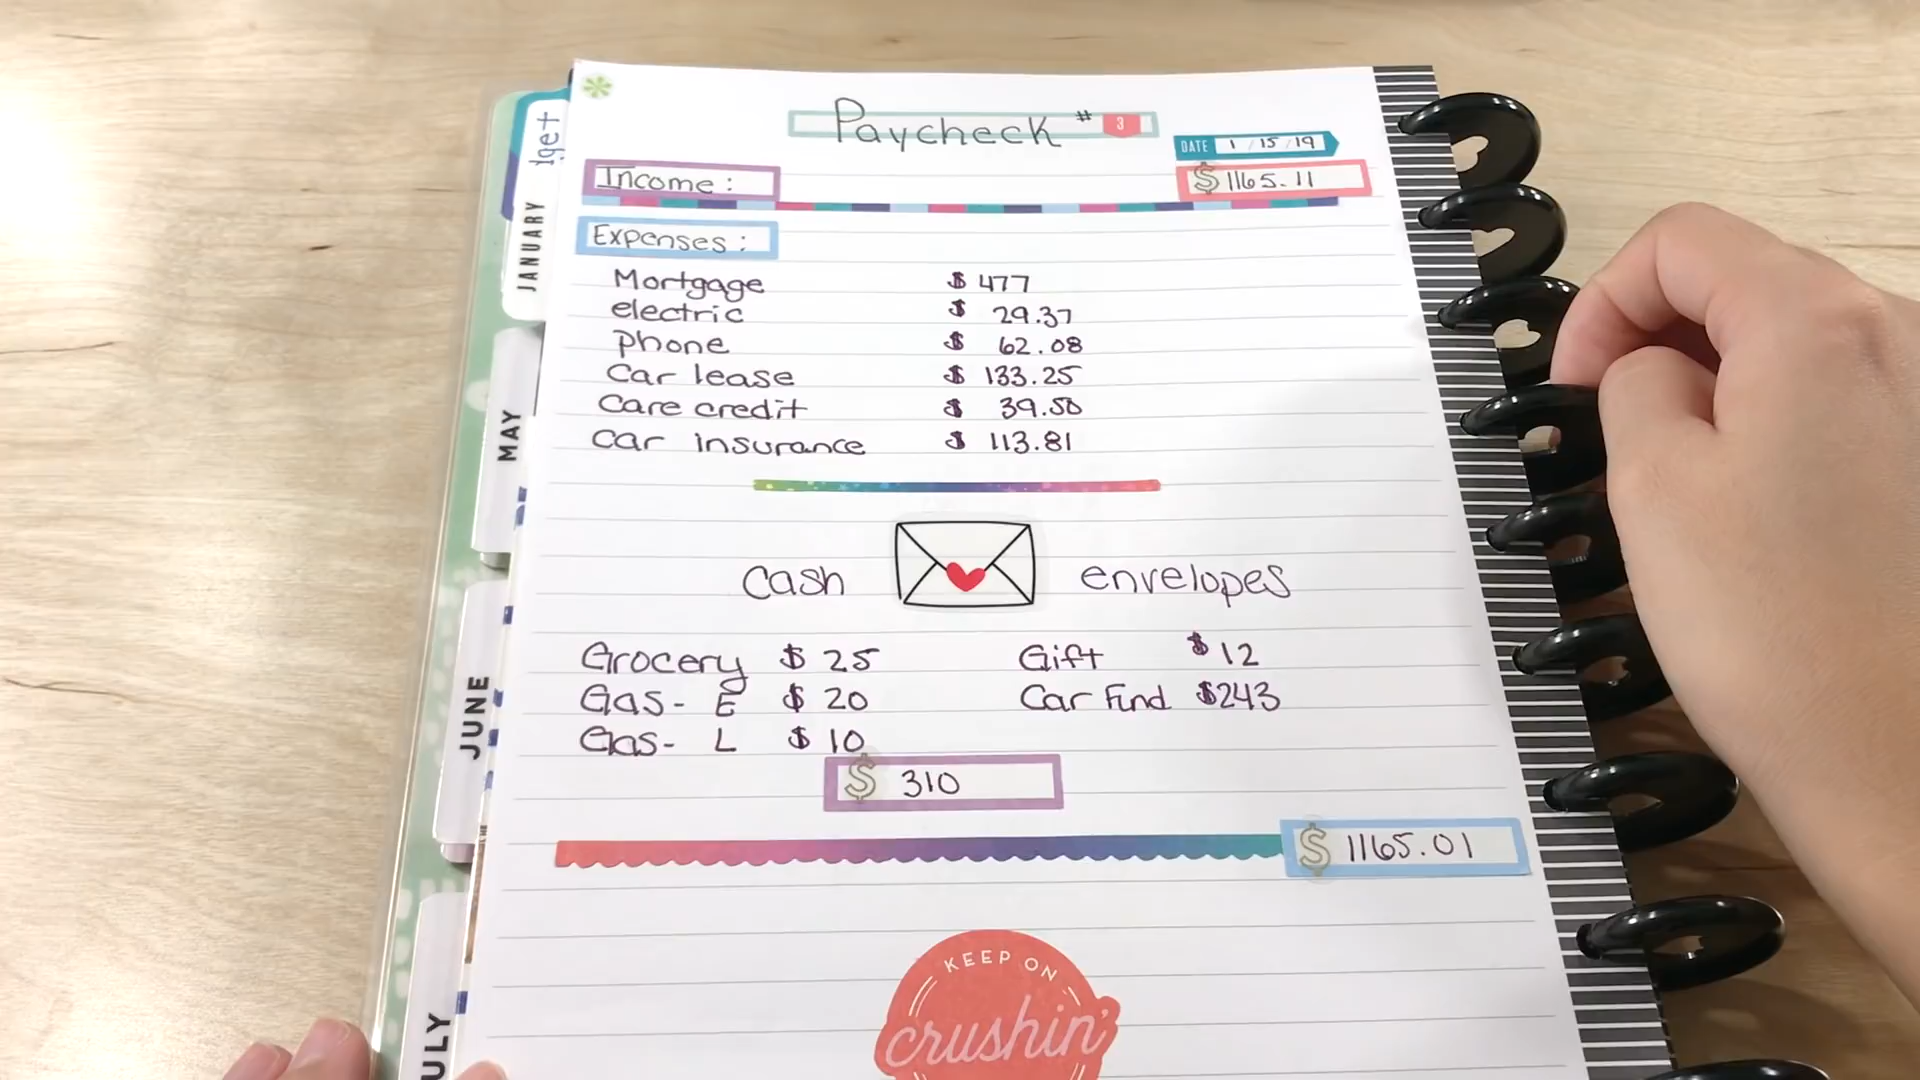 Paycheck # 3
DATE 1 / 15 / 19
Income :
$ 1165.11
Expenses :
Mortgage $ 477
electric $ 29.37
Phone $ 62.08
Car lease $ 133.25
Care credit $ 39.50
Car insurance $ 113.81
Cash envelopes
Grocery $ 25
Gas- E $ 20
Gas- L $ 10
Gift $ 12
Car Fund $243
$ 310
$ 1165.01
KEEP ON
crushin'
JANUARY
MAY
JUNE
ULY